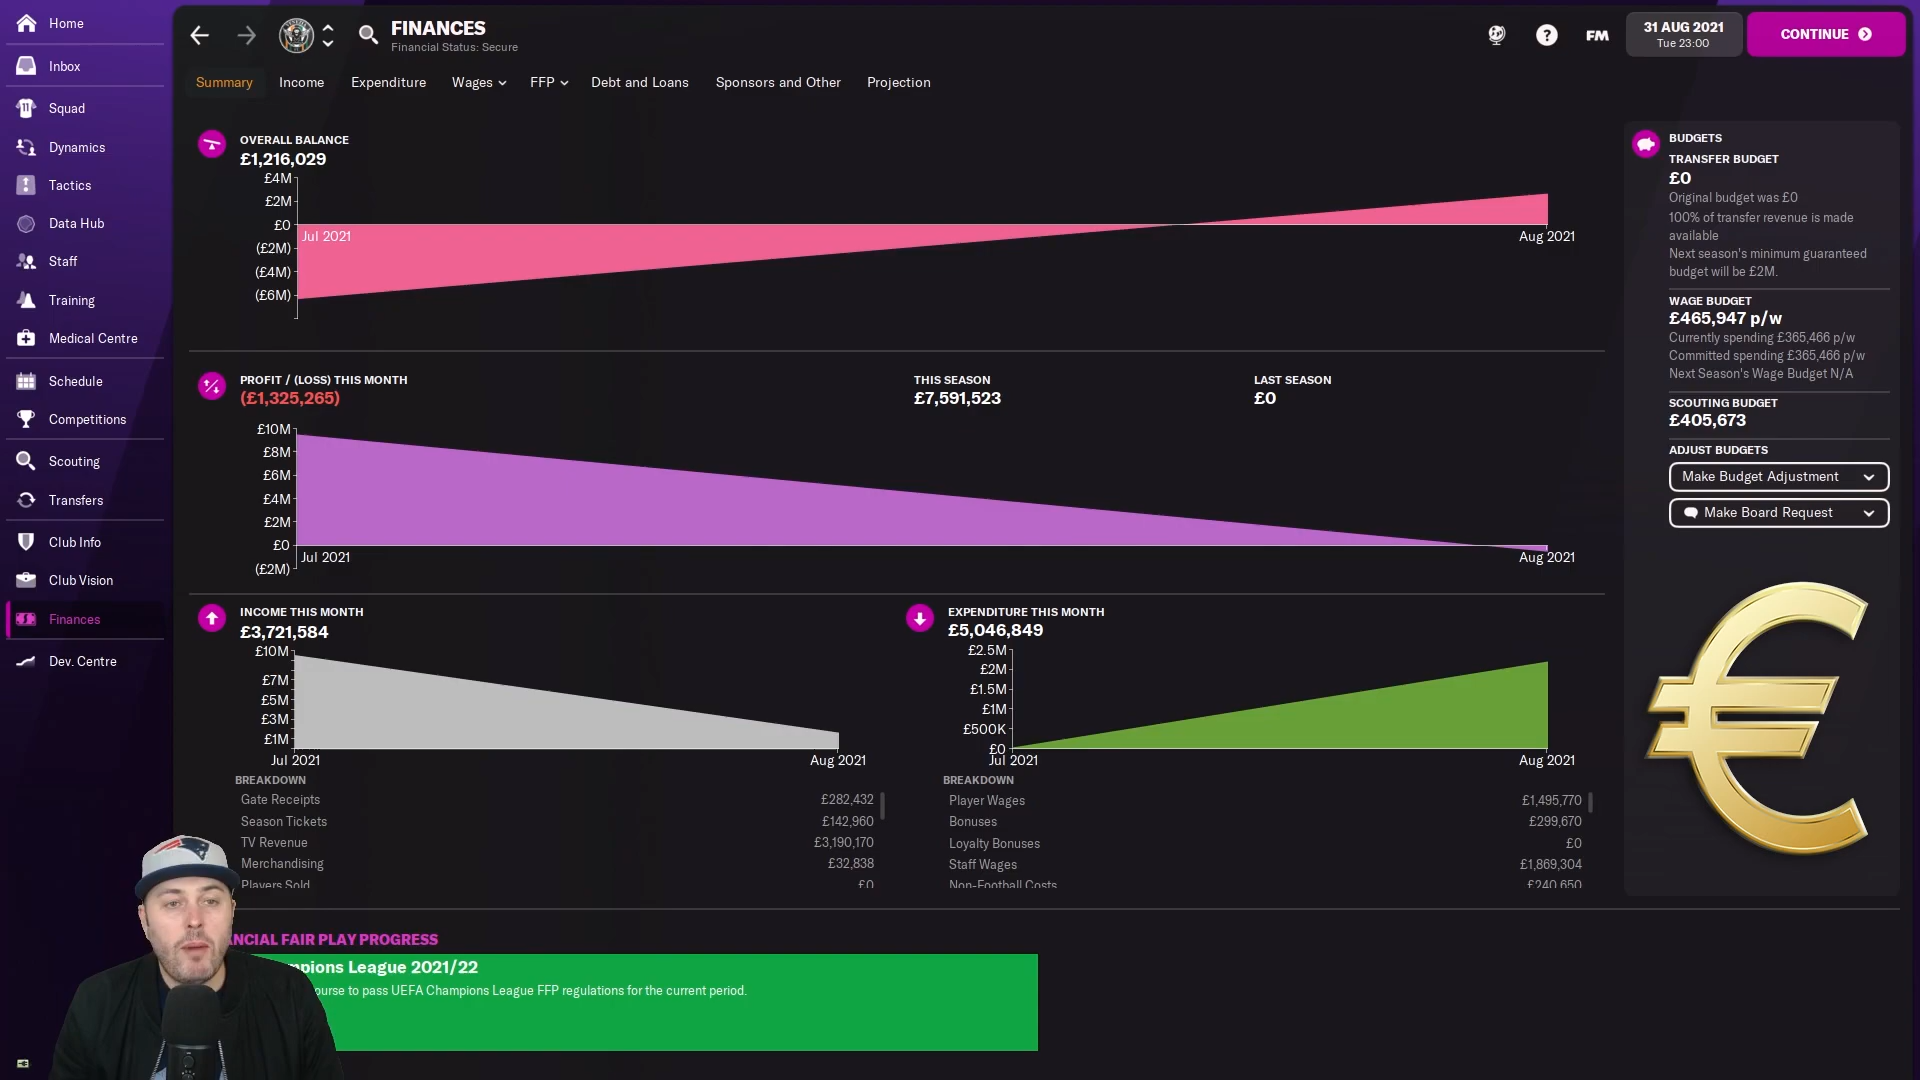 Home
Inbox
Squad
Dynamics
Tactics
Data Hub
Staff
Training
Medical Centre
Schedule
Competitions
Scouting
Transfers
Club Info
Club Vision
Finances
Dev. Centre
FINANCES
Financial Status: Secure
?
FM
31 AUG 2021
Tue 23:00
CONTINUE
Summary
Income
Expenditure
Wages
FFP
Debt and Loans
Sponsors and Other
Projection
OVERALL BALANCE
£1,216,029
£4M
£2M
£0
(£2M)
(£4M)
(£6M)
Jul 2021
Aug 2021
PROFIT / (LOSS) THIS MONTH
(£1,325,265)
THIS SEASON
£7,591,523
LAST SEASON
£0
£10M
£8M
£6M
£4M
£2M
£0
(£2M)
Jul 2021
Aug 2021
INCOME THIS MONTH
£3,721,584
£10M
£7M
£5M
£3M
£1M
Jul 2021
Aug 2021
BREAKDOWN
Gate Receipts £282,432
Season Tickets £142,960
TV Revenue £3,190,170
Merchandising £32,838
Players Sold £0
EXPENDITURE THIS MONTH
£5,046,849
£2.5M
£2M
£1.5M
£1M
£500K
£0
Jul 2021
Aug 2021
BREAKDOWN
Player Wages £1,495,770
Bonuses £299,670
Loyalty Bonuses £0
Staff Wages £1,869,304
Non-Football Costs £240,650
NCIAL FAIR PLAY PROGRESS
mpions League 2021/22
ourse to pass UEFA Champions League FFP regulations for the current period.
BUDGETS
TRANSFER BUDGET
£0
Original budget was £0
100% of transfer revenue is made
available
Next season's minimum guaranteed
budget will be £2M.
WAGE BUDGET
£465,947 p/w
Currently spending £365,466 p/w
Committed spending £365,466 p/w
Next Season's Wage Budget N/A
SCOUTING BUDGET
£405,673
ADJUST BUDGETS
Make Budget Adjustment
Make Board Request
€